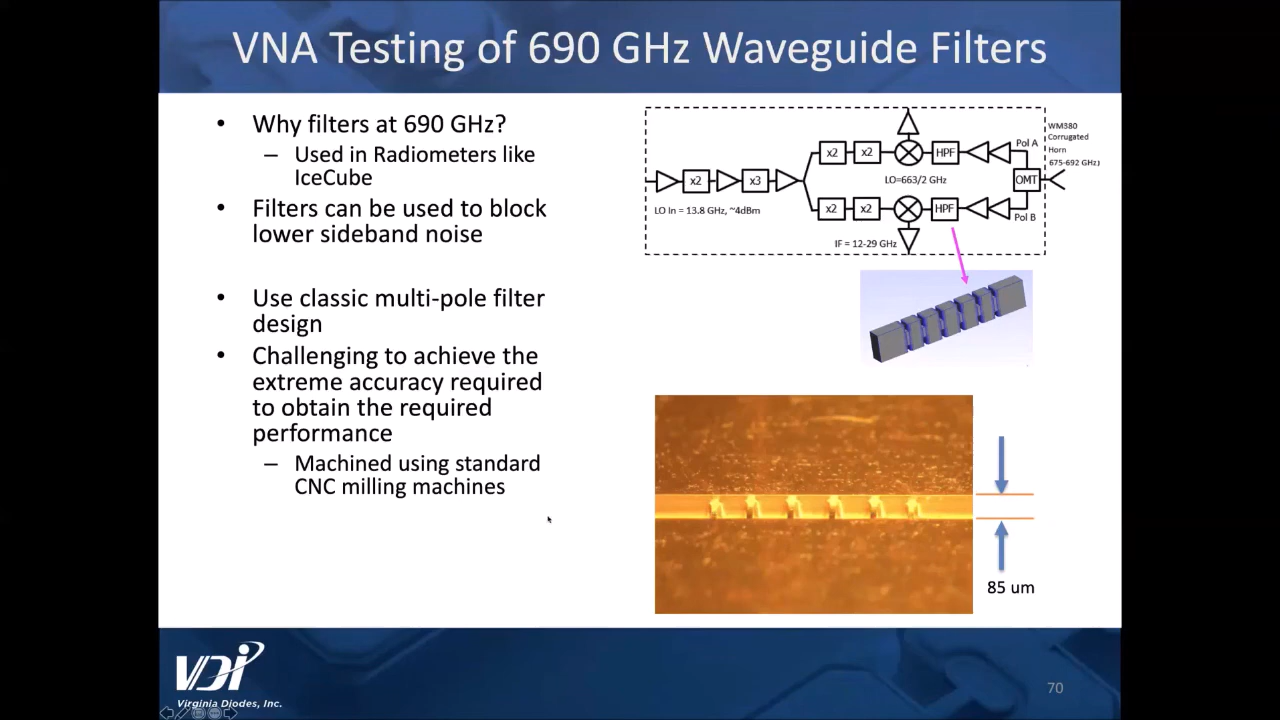 VNA Testing of 690 GHz Waveguide Filters
• Why filters at 690 GHz?
– Used in Radiometers like
IceCube
• Filters can be used to block
lower sideband noise
• Use classic multi-pole filter
design
• Challenging to achieve the
extreme accuracy required
to obtain the required
performance
– Machined using standard
CNC milling machines
WM380
Corrugated
Horn
675-692 GHz)
Pol A
x2 x2 HPF
LO=663/2 GHz
x2 x3 OMT
LO In = 13.8 GHz, ~4dBm
x2 x2 HPF
Pol B
IF = 12-29 GHz
85 um
VDI
Virginia Diodes, Inc.
70